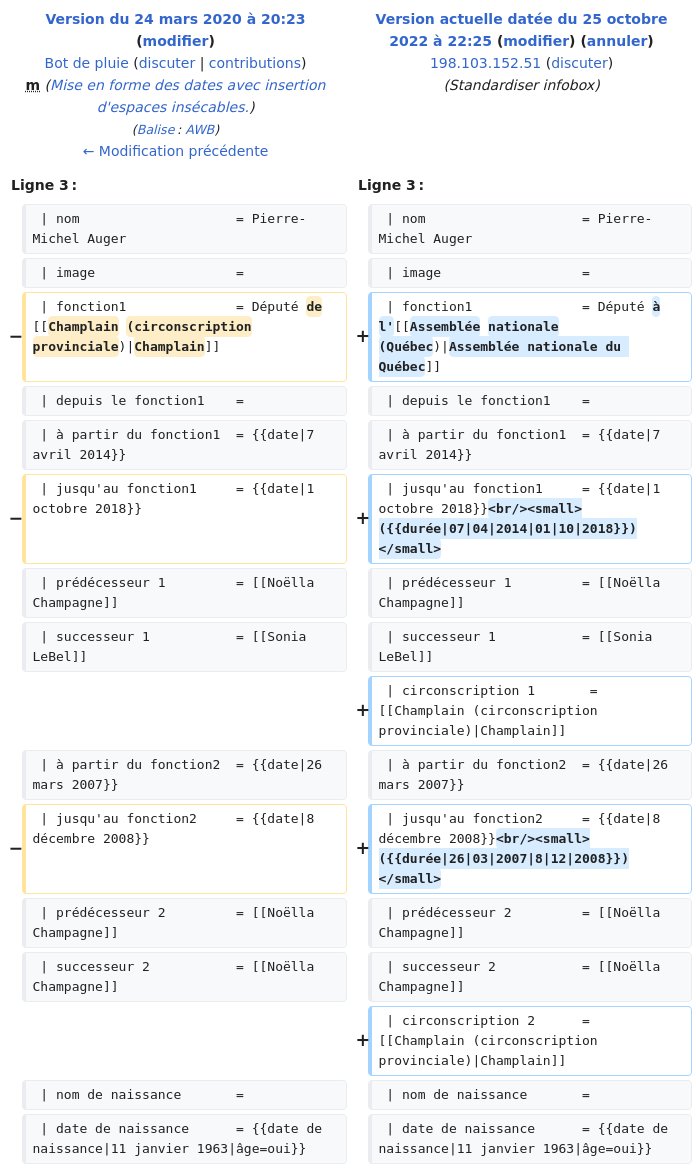 Version du 24 mars 2020 à 20:23
(modifier)
Bot de pluie (discuter | contributions)
m (Mise en forme des dates avec insertion
d'espaces insécables.)
(Balise : AWB)
← Modification précédente
Version actuelle datée du 25 octobre
2022 à 22:25 (modifier) (annuler)
198.103.152.51 (discuter)
(Standardiser infobox)
Ligne 3 :
Ligne 3 :
| nom = Pierre-
Michel Auger
| nom = Pierre-
Michel Auger
| image =
| image =
− | fonction1 = Député de
[[Champlain (circonscription
provinciale)|Champlain]]
+ | fonction1 = Député à
l'[[Assemblée nationale
(Québec)|Assemblée nationale du
Québec]]
| depuis le fonction1 =
| depuis le fonction1 =
| à partir du fonction1 = {{date|7
avril 2014}}
| à partir du fonction1 = {{date|7
avril 2014}}
− | jusqu'au fonction1 = {{date|1
octobre 2018}}
+ | jusqu'au fonction1 = {{date|1
octobre 2018}}<br/><small>
({{durée|07|04|2014|01|10|2018}})
</small>
| prédécesseur 1 = [[Noëlla
Champagne]]
| prédécesseur 1 = [[Noëlla
Champagne]]
| successeur 1 = [[Sonia
LeBel]]
| successeur 1 = [[Sonia
LeBel]]
+ | circonscription 1 =
[[Champlain (circonscription
provinciale)|Champlain]]
| à partir du fonction2 = {{date|26
mars 2007}}
| à partir du fonction2 = {{date|26
mars 2007}}
− | jusqu'au fonction2 = {{date|8
décembre 2008}}
+ | jusqu'au fonction2 = {{date|8
décembre 2008}}<br/><small>
({{durée|26|03|2007|8|12|2008}})
</small>
| prédécesseur 2 = [[Noëlla
Champagne]]
| prédécesseur 2 = [[Noëlla
Champagne]]
| successeur 2 = [[Noëlla
Champagne]]
| successeur 2 = [[Noëlla
Champagne]]
+ | circonscription 2 =
[[Champlain (circonscription
provinciale)|Champlain]]
| nom de naissance =
| nom de naissance =
| date de naissance = {{date de
naissance|11 janvier 1963|âge=oui}}
| date de naissance = {{date de
naissance|11 janvier 1963|âge=oui}}